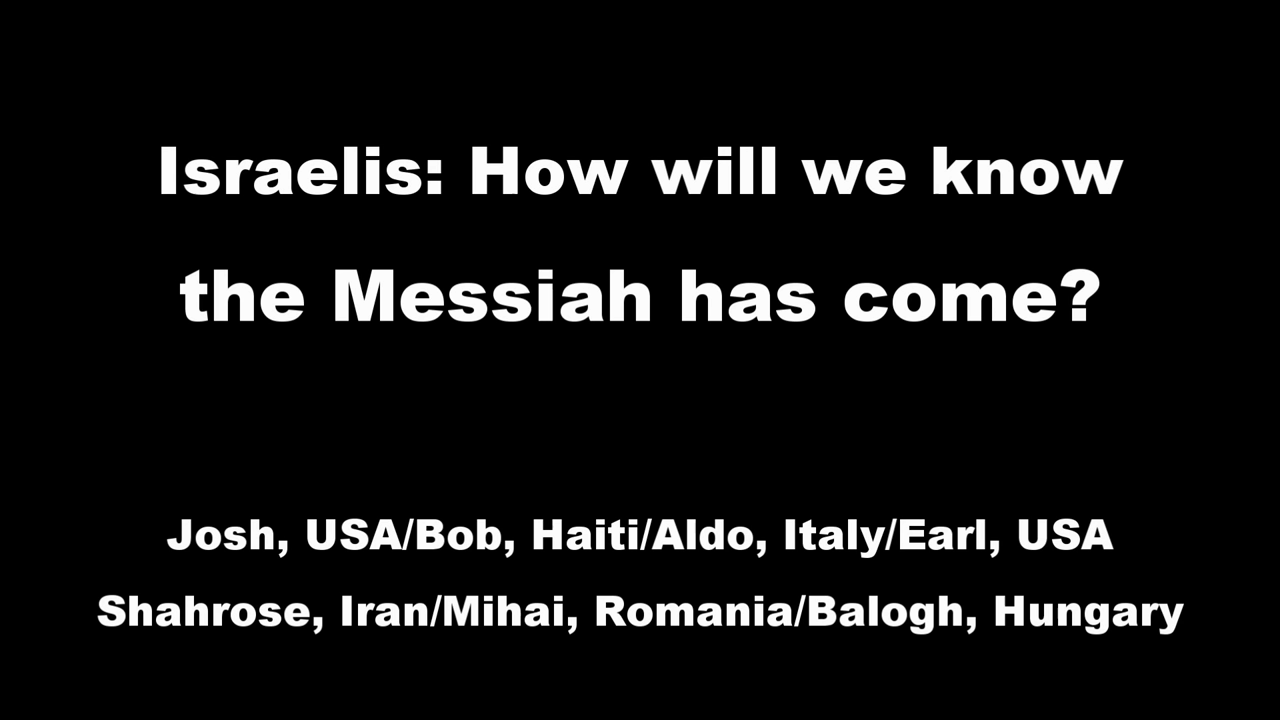 Israelis: How will we know
the Messiah has come?
Josh, USA/Bob, Haiti/Aldo, Italy/Earl, USA
Shahrose, Iran/Mihai, Romania/Balogh, Hungary